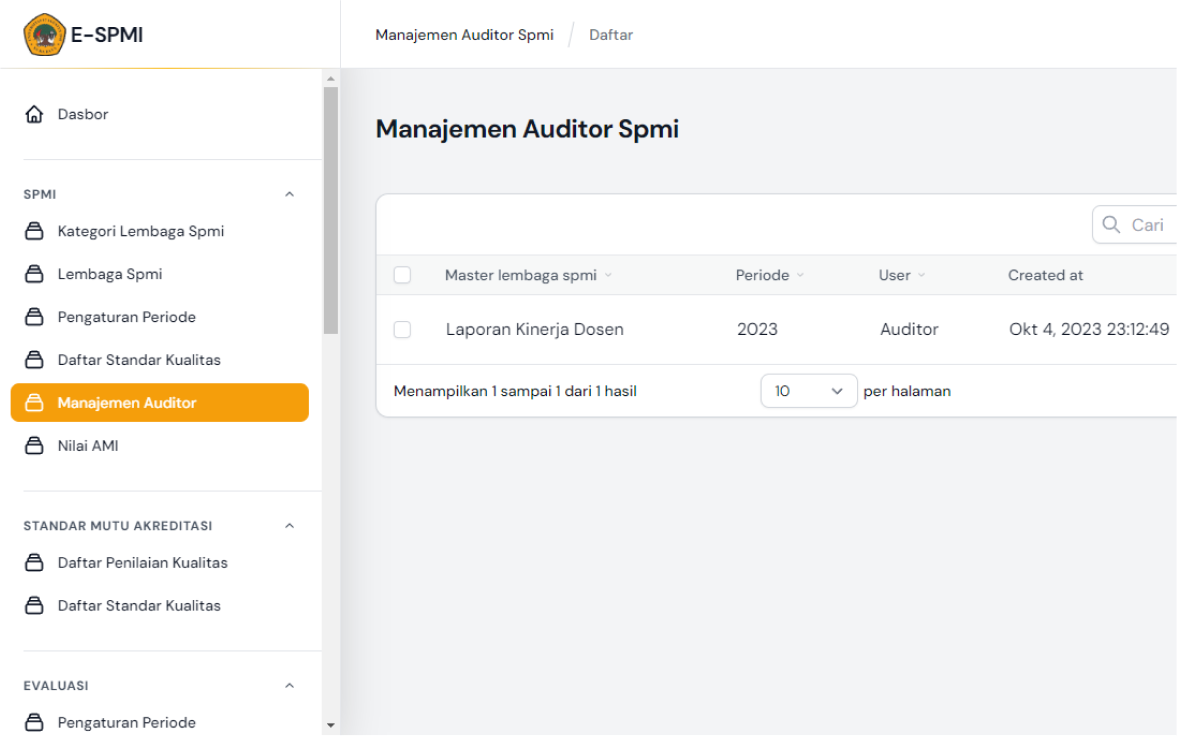 E-SPMI
Manajemen Auditor Spmi Daftar
Dasbor
SPMI
Kategori Lembaga Spmi
Lembaga Spmi
Pengaturan Periode
Daftar Standar Kualitas
Manajemen Auditor
Nilai AMI
STANDAR MUTU AKREDITASI
Daftar Penilaian Kualitas
Daftar Standar Kualitas
EVALUASI
Pengaturan Periode
Manajemen Auditor Spmi
Cari
Master lembaga spmi Periode User Created at
Laporan Kinerja Dosen 2023 Auditor Okt 4, 2023 23:12:49
Menampilkan 1 sampai 1 dari 1 hasil 10 per halaman